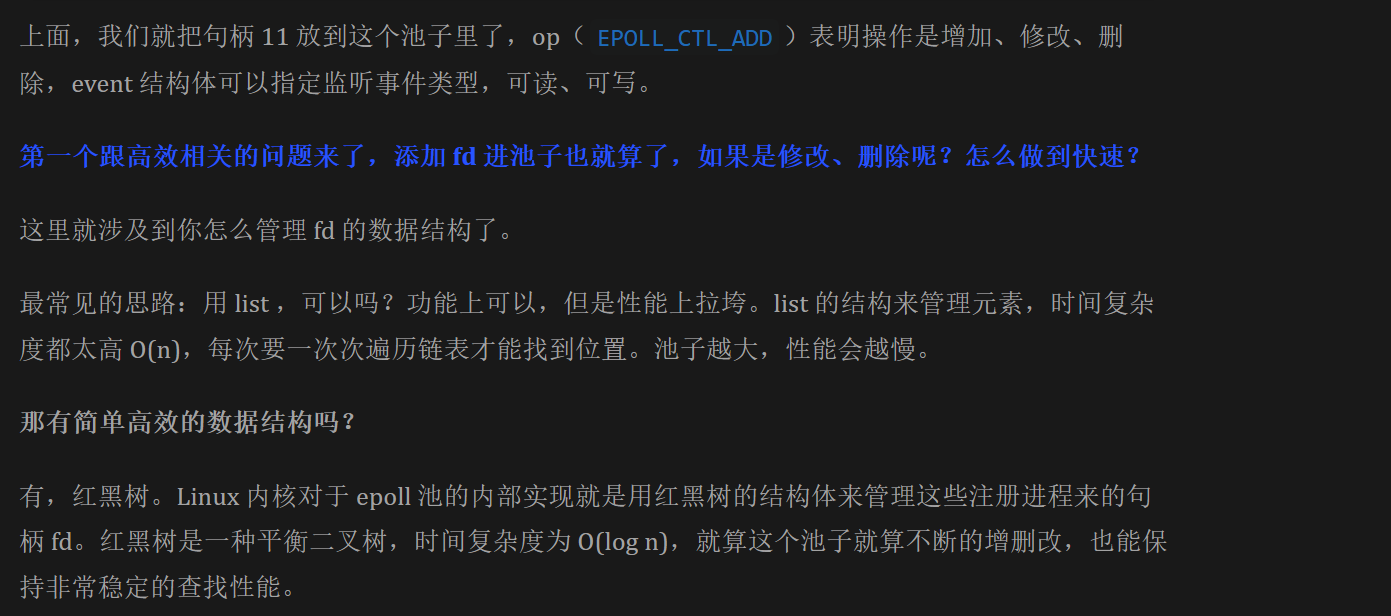 上面，我们就把句柄 11 放到这个池子里了，op（ EPOLL_CTL_ADD ）表明操作是增加、修改、删
除，event 结构体可以指定监听事件类型，可读、可写。
第一个跟高效相关的问题来了，添加 fd 进池子也就算了，如果是修改、删除呢？怎么做到快速？
这里就涉及到你怎么管理 fd 的数据结构了。
最常见的思路：用 list ，可以吗？功能上可以，但是性能上拉垮。list 的结构来管理元素，时间复杂
度都太高 O(n)，每次要一次次遍历链表才能找到位置。池子越大，性能会越慢。
那有简单高效的数据结构吗？
有，红黑树。Linux 内核对于 epoll 池的内部实现就是用红黑树的结构体来管理这些注册进程来的句
柄 fd。红黑树是一种平衡二叉树，时间复杂度为 O(log n)，就算这个池子就算不断的增删改，也能保
持非常稳定的查找性能。